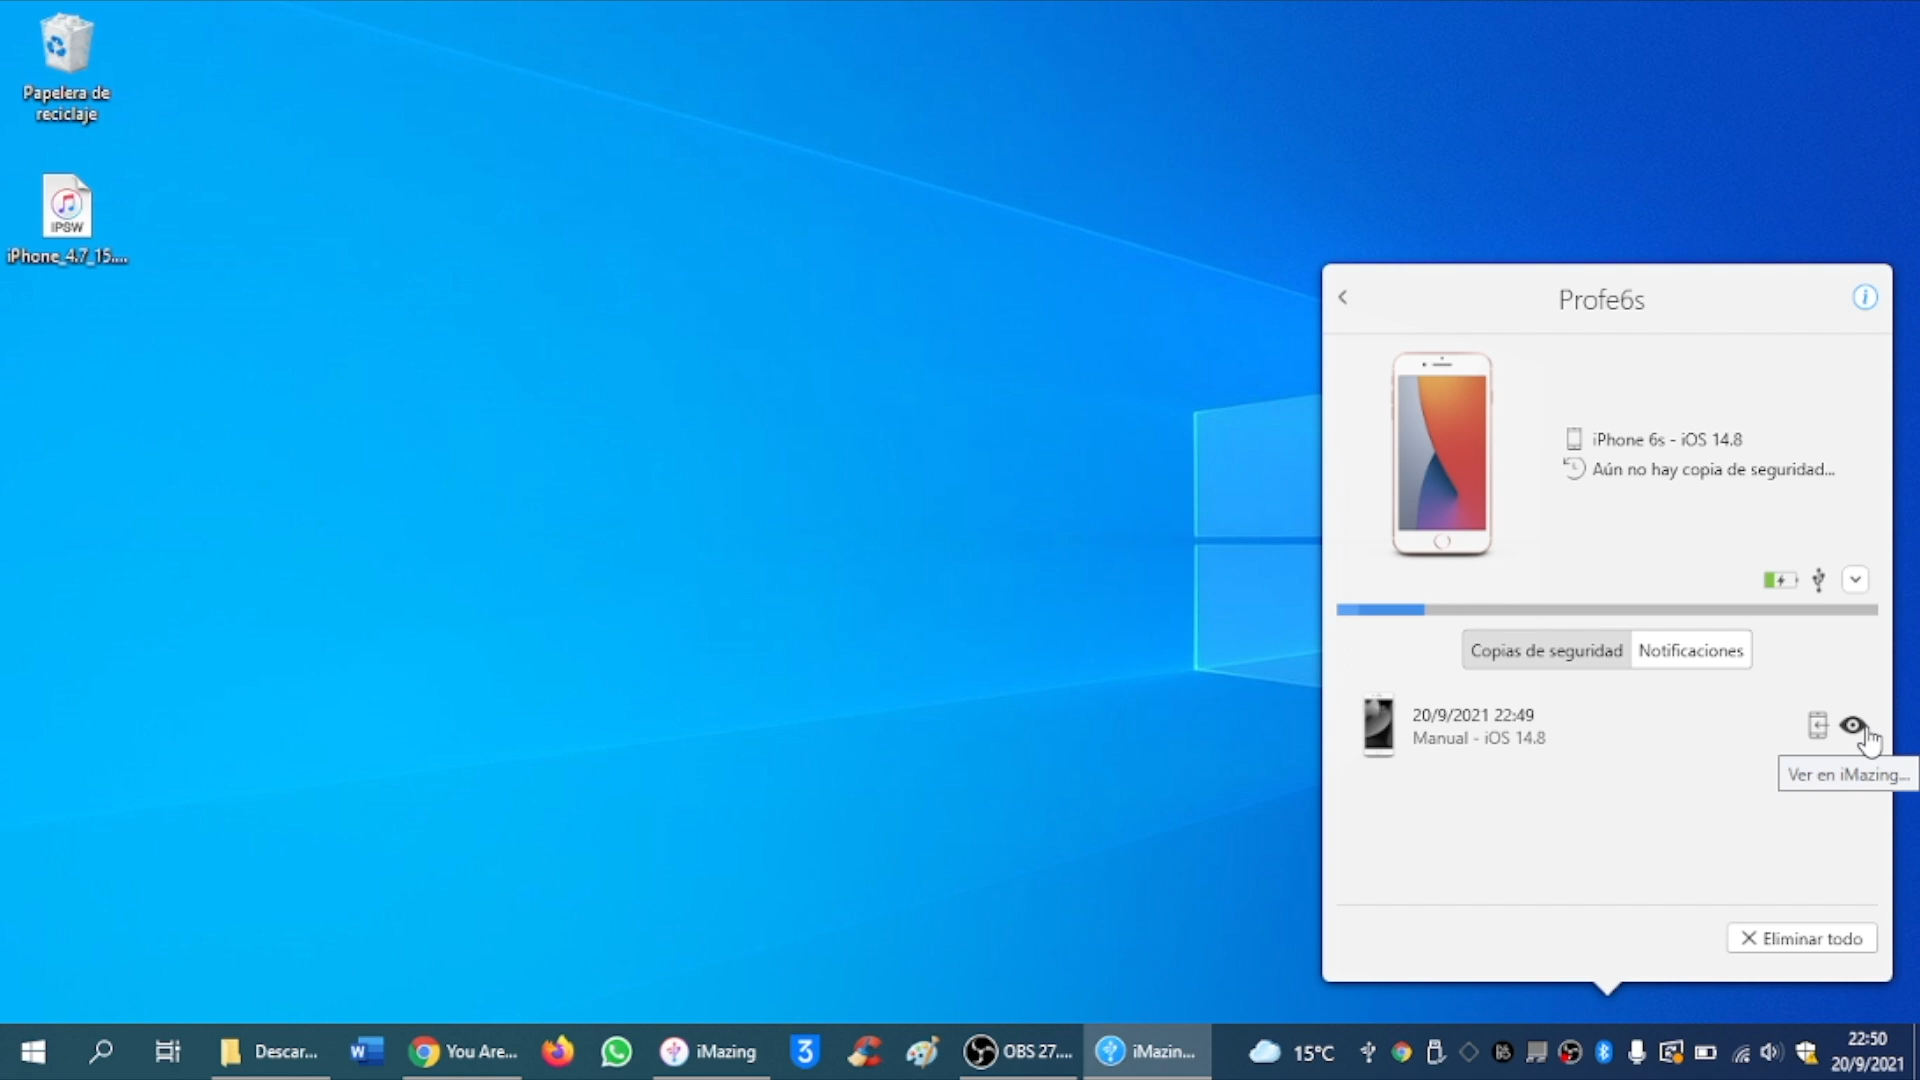 Papelera de
reciclaje
IPSW
iPhone_4.7_15....
Profe6s
iPhone 6s - iOS 14.8
Aún no hay copia de seguridad...
Copias de seguridad
Notificaciones
20/9/2021 22:49
Manual - iOS 14.8
Ver en iMazing...
Eliminar todo
Descar...
You Are...
iMazing
OBS 27....
iMazin...
15°C
22:50
20/9/2021